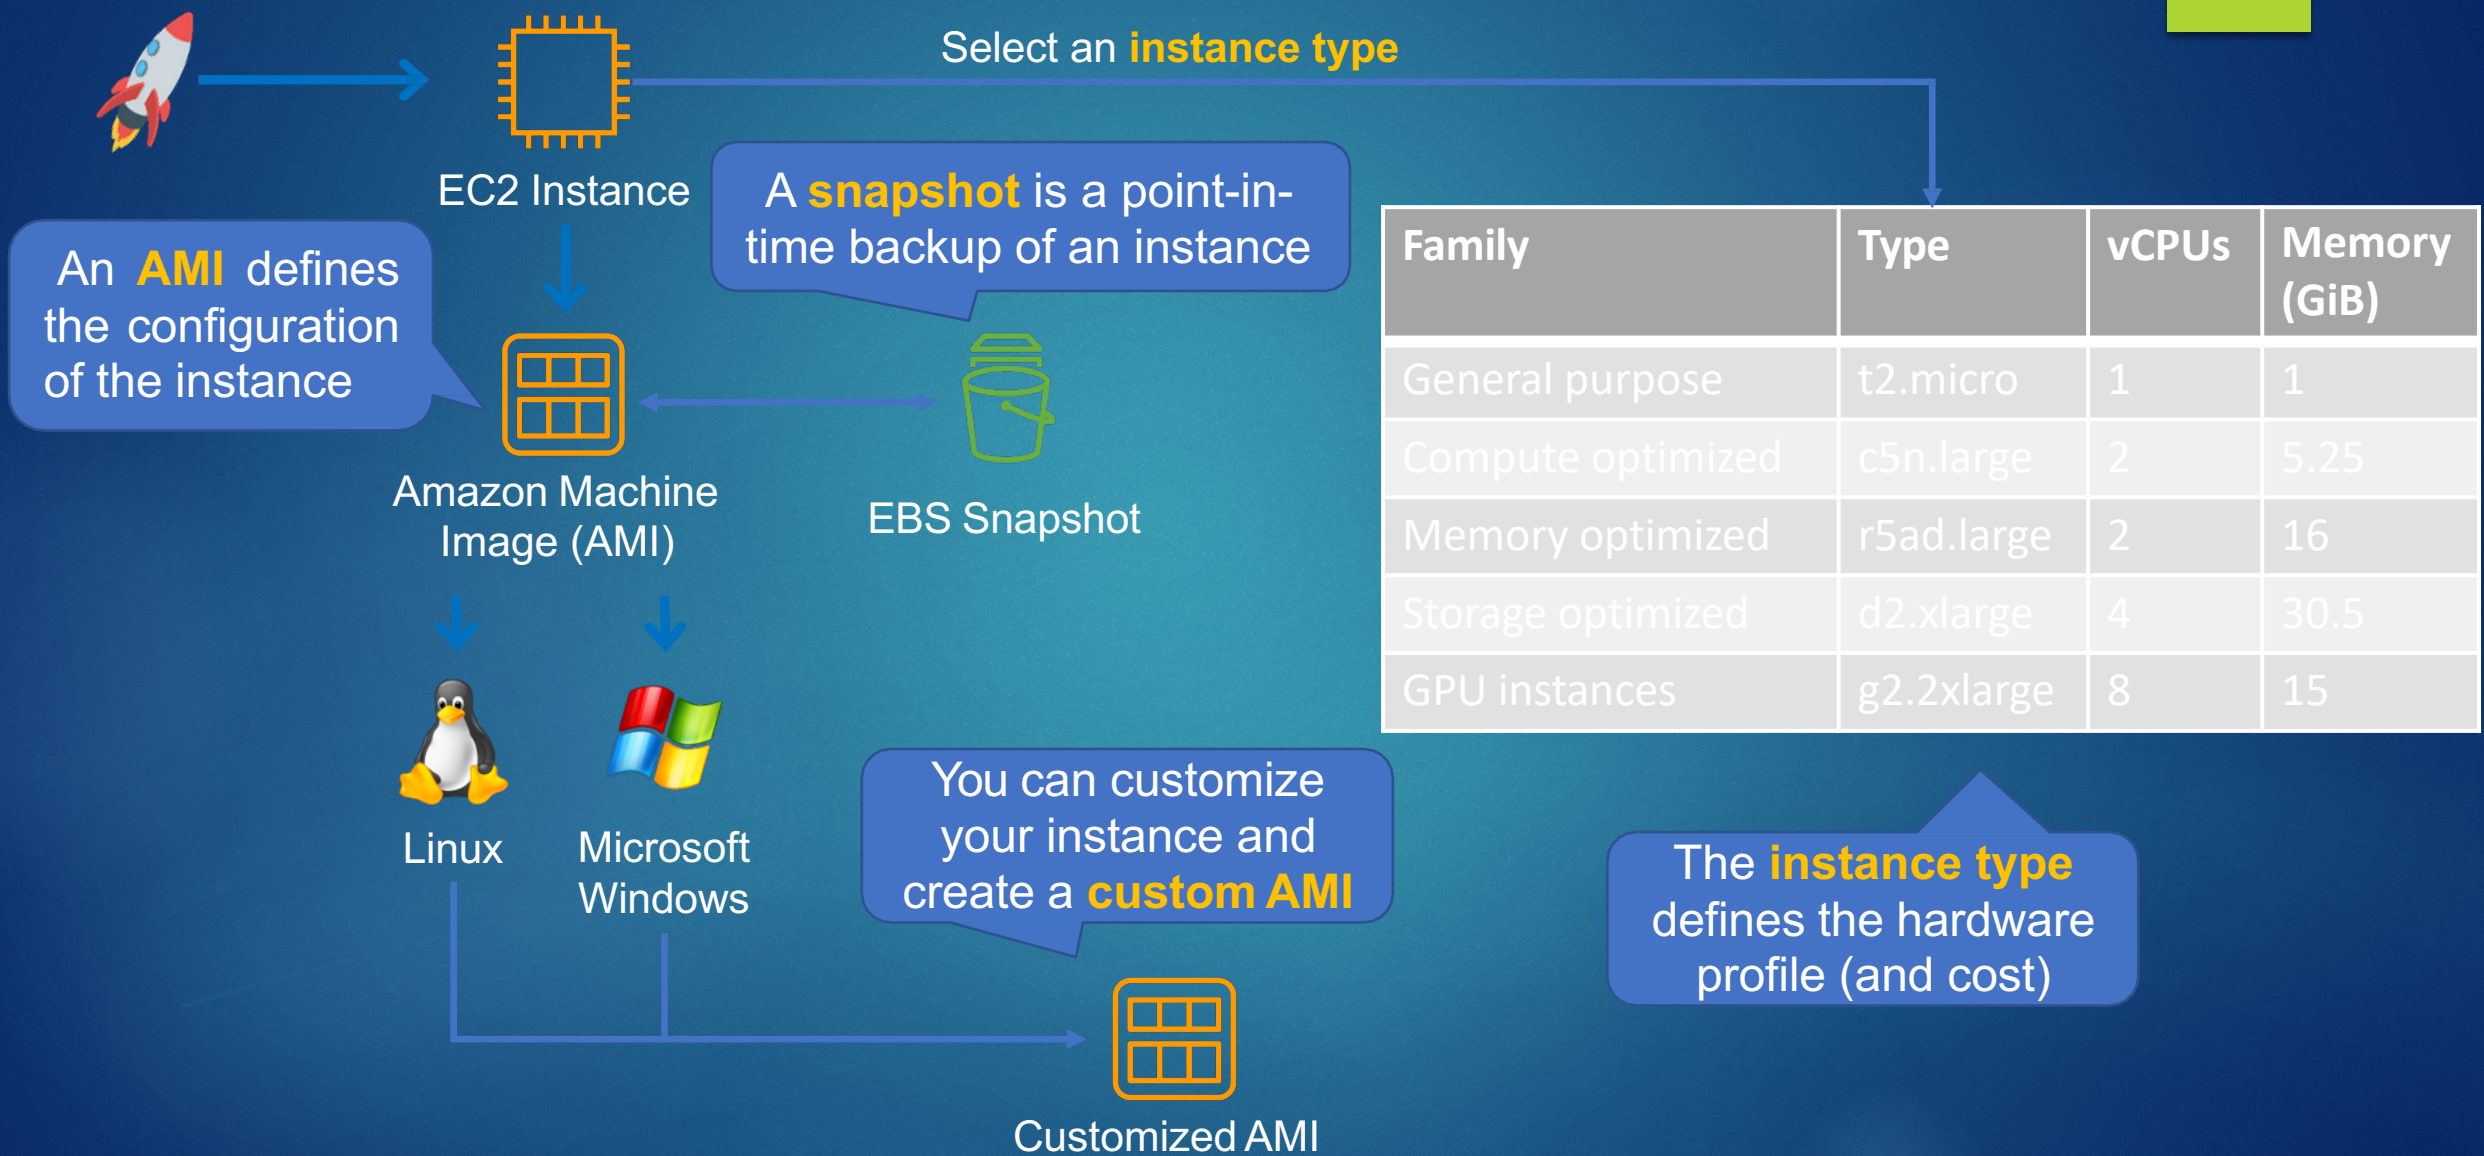 Select an instance type
EC2 Instance
A snapshot is a point-in-
time backup of an instance
An AMI defines
the configuration
of the instance
Amazon Machine
Image (AMI)
EBS Snapshot
Family Type vCPUs Memory
(GiB)
General purpose t2.micro 1 1
Compute optimized c5n.large 2 5.25
Memory optimized r5ad.large 2 16
Storage optimized d2.xlarge 4 30.5
GPU instances g2.2xlarge 8 15
Linux
Microsoft
Windows
You can customize
your instance and
create a custom AMI
The instance type
defines the hardware
profile (and cost)
Customized AMI